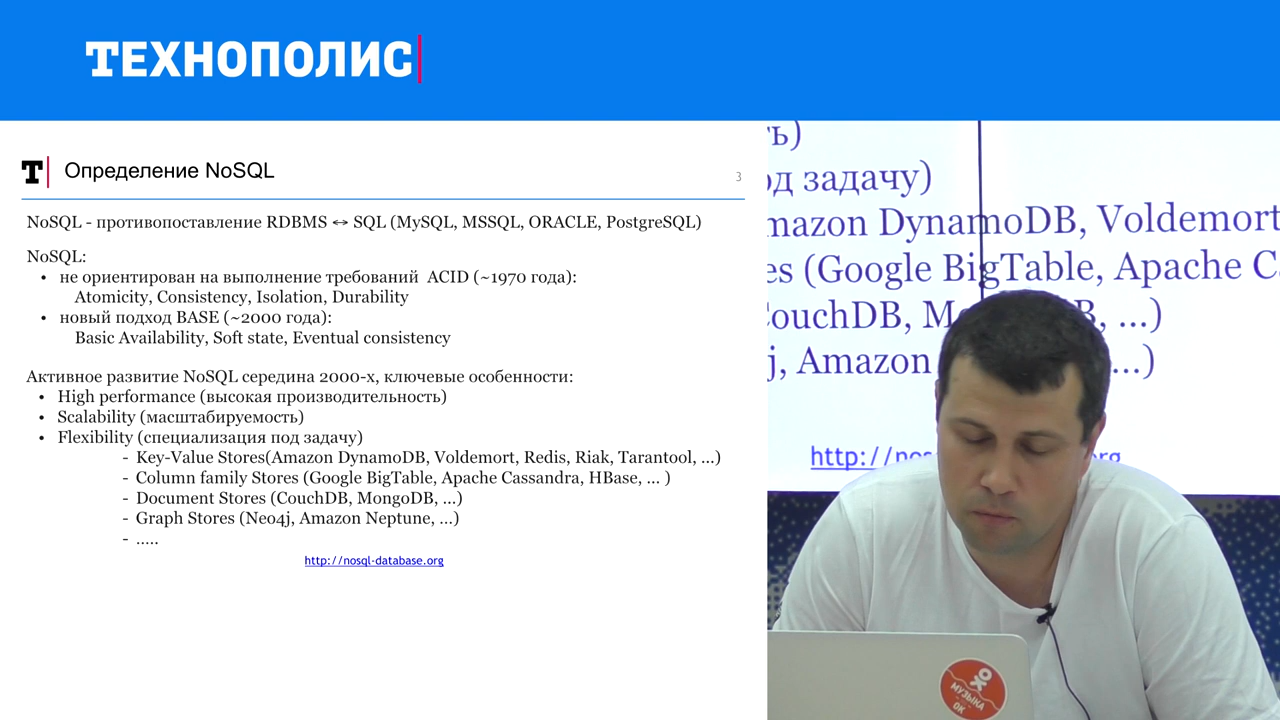 ТЕХНОПОЛИС
T Определение NoSQL
3
NoSQL - противопоставление RDBMS ↔ SQL (MySQL, MSSQL, ORACLE, PostgreSQL)
NoSQL:
• не ориентирован на выполнение требований ACID (~1970 года):
Atomicity, Consistency, Isolation, Durability
• новый подход BASE (~2000 года):
Basic Availability, Soft state, Eventual consistency
Активное развитие NoSQL середина 2000-х, ключевые особенности:
• High performance (высокая производительность)
• Scalability (масштабируемость)
• Flexibility (специализация под задачу)
- Key-Value Stores(Amazon DynamoDB, Voldemort, Redis, Riak, Tarantool, ...)
- Column family Stores (Google BigTable, Apache Cassandra, HBase, ... )
- Document Stores (CouchDB, MongoDB, ...)
- Graph Stores (Neo4j, Amazon Neptune, ...)
- .....
http://nosql-database.org
ть)
од задачу)
mazon DynamoDB, Voldemort
es (Google BigTable, Apache C
CouchDB, M B, ...)
j, Amazon ...)
http://nos org
ОК
МУЗЫКА
ОК